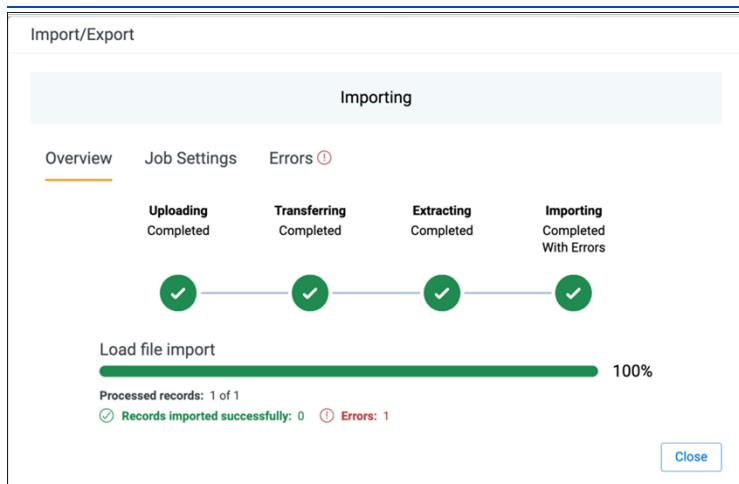 Import/Export
Importing
Overview Job Settings Errors
Uploading Transferring Extracting Importing
Completed Completed Completed Completed
With Errors
Load file import
100%
Processed records: 1 of 1
Records imported successfully: 0 Errors: 1
Close